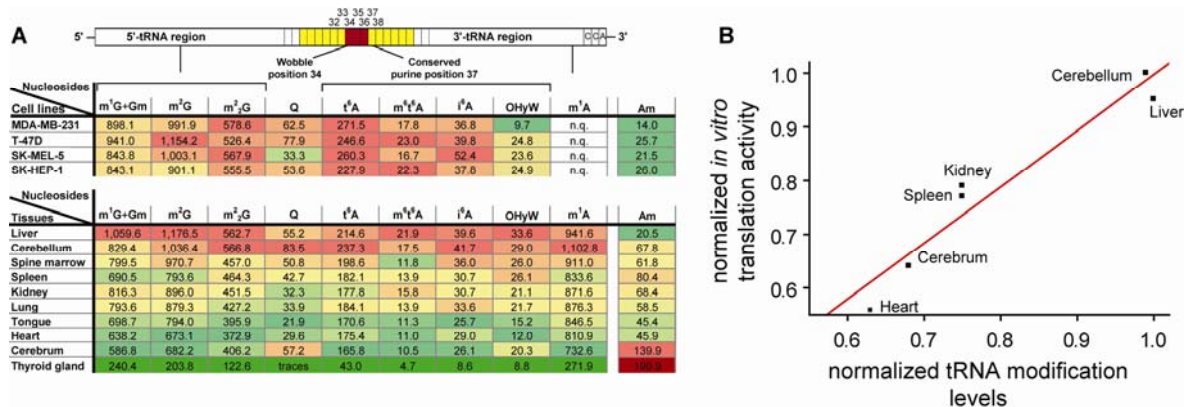 A
33 35 37
32 34 36 38
5'- 5'-tRNA region 3'-tRNA region C C A -3'
Wobble position 34
Conserved purine position 37
Nucleosides
Cell lines m¹G+Gm m²G m²₂G Q t⁶A m⁶t⁶A i⁶A OHyW m¹A Am
MDA-MB-231 898.1 991.9 578.6 62.5 271.5 17.8 36.8 9.7 n.q. 14.0
T-47D 941.0 1,154.2 526.4 77.9 246.6 23.0 39.8 24.8 n.q. 25.7
SK-MEL-5 843.8 1,003.1 567.9 33.3 260.3 16.7 52.4 23.6 n.q. 21.5
SK-HEP-1 843.1 901.1 555.5 53.6 227.9 22.3 37.8 24.9 n.q. 26.0
Nucleosides
Tissues m¹G+Gm m²G m²₂G Q t⁶A m⁶t⁶A i⁶A OHyW m¹A Am
Liver 1,059.6 1,176.5 562.7 55.2 214.6 21.9 39.6 33.6 941.6 20.5
Cerebellum 829.4 1,036.4 566.8 83.5 237.3 17.5 41.7 29.0 1,102.8 67.8
Spine marrow 799.5 970.7 457.0 50.8 198.6 11.8 36.0 26.0 911.0 61.8
Spleen 690.5 793.6 464.3 42.7 182.1 13.9 30.7 26.1 833.6 80.4
Kidney 816.3 896.0 451.5 32.3 177.8 15.8 30.7 21.1 871.6 68.4
Lung 793.6 879.3 427.2 33.9 184.1 13.9 33.6 21.7 876.3 58.5
Tongue 698.7 794.0 395.9 21.9 170.6 11.3 25.7 15.2 846.5 45.4
Heart 638.2 673.1 372.9 29.6 175.4 11.0 29.0 12.0 810.9 45.9
Cerebrum 586.8 682.2 406.2 57.2 165.8 10.5 26.1 20.3 732.6 139.9
Thyroid gland 240.4 203.8 122.6 traces 43.0 4.7 8.6 8.8 271.9
B
normalized in vitro
translation activity
1.0
0.9
0.8
0.7
0.6
Cerebellum
Liver
Kidney
Spleen
Cerebrum
Heart
0.6 0.7 0.8 0.9 1.0
normalized tRNA modification
levels